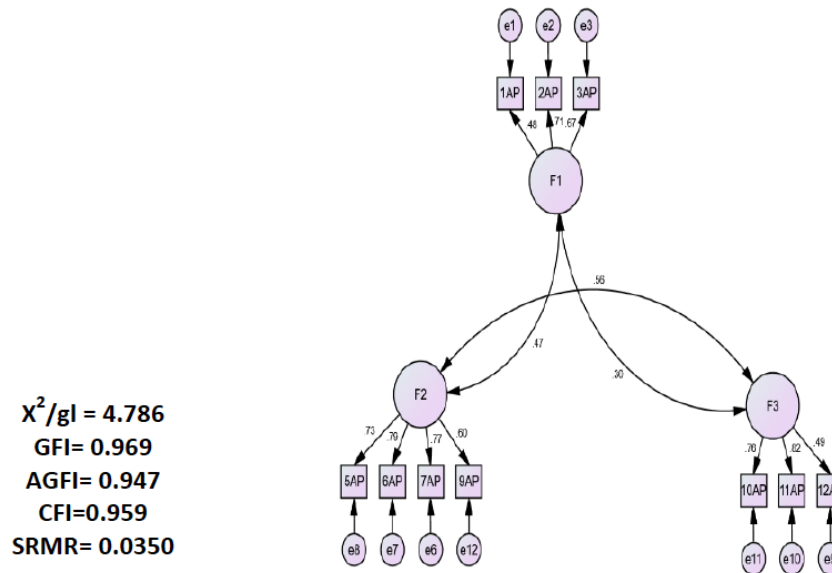 e1 e2 e3
1AP 2AP 3AP
.48 .71 .67
F1
.56
.47 .30
F2 F3
.73 .79 .77 .60 .76 .62 .49
5AP 6AP 7AP 9AP 10AP 11AP
e8 e7 e6 e12 e11 e10
X²/gl = 4.786
GFI= 0.969
AGFI= 0.947
CFI=0.959
SRMR= 0.0350